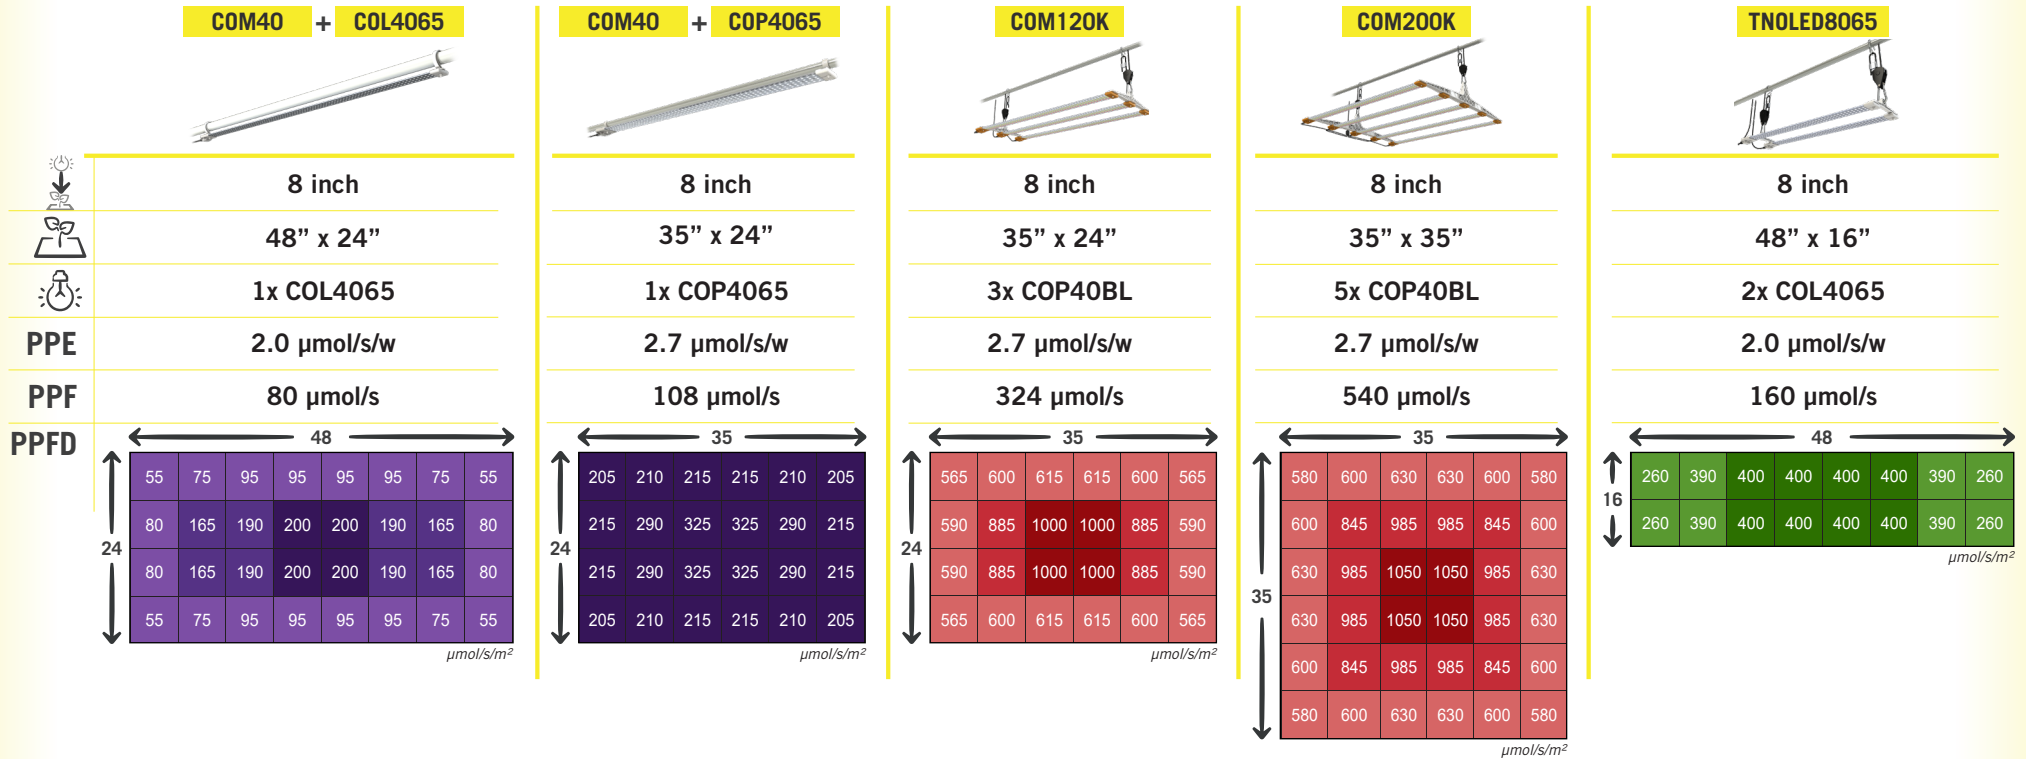 COM40 + COL4065
COM40 + COP4065
COM120K
COM200K
TNOLED8065
8 inch
8 inch
8 inch
8 inch
8 inch
48” x 24”
35” x 24”
35” x 24”
35” x 35”
48” x 16”
1x COL4065
1x COP4065
3x COP40BL
5x COP40BL
2x COL4065
PPE
2.0 µmol/s/w
2.7 µmol/s/w
2.7 µmol/s/w
2.7 µmol/s/w
2.0 µmol/s/w
PPF
80 µmol/s
108 µmol/s
324 µmol/s
540 µmol/s
160 µmol/s
PPFD
48
24
55 75 95 95 95 95 75 55
80 165 190 200 200 190 165 80
80 165 190 200 200 190 165 80
55 75 95 95 95 95 75 55
µmol/s/m²
35
24
205 210 215 215 210 205
215 290 325 325 290 215
215 290 325 325 290 215
205 210 215 215 210 205
µmol/s/m²
35
24
565 600 615 615 600 565
590 885 1000 1000 885 590
590 885 1000 1000 885 590
565 600 615 615 600 565
µmol/s/m²
35
35
580 600 630 630 600 580
600 845 985 985 845 600
630 985 1050 1050 985 630
630 985 1050 1050 985 630
600 845 985 985 845 600
580 600 630 630 600 580
µmol/s/m²
48
16
260 390 400 400 400 400 390 260
260 390 400 400 400 400 390 260
µmol/s/m²